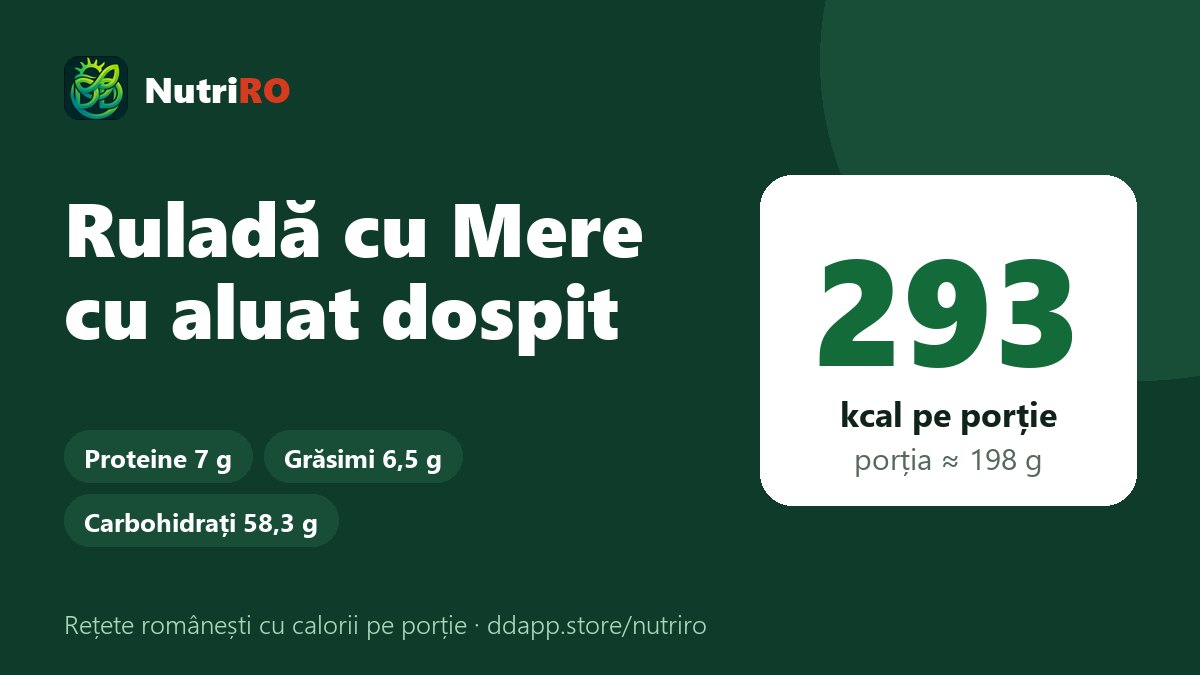 NutriRO
Ruladă cu Mere
cu aluat dospit
293
kcal pe porție
porția ≈ 198 g
Proteine 7 g
Grăsimi 6,5 g
Carbohidrați 58,3 g
Rețete românești cu calorii pe porție · ddapp.store/nutriro